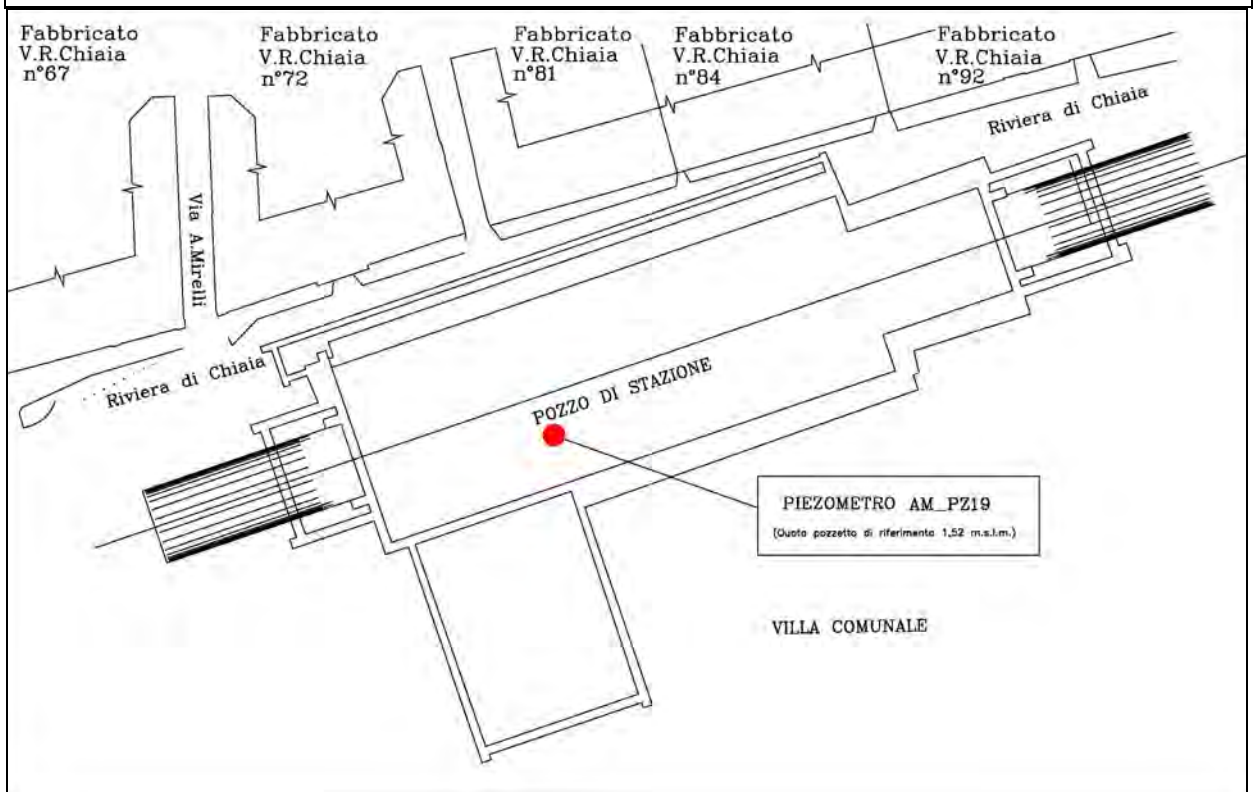 Fabbricato
V.R.Chiaia
n°67
Fabbricato
V.R.Chiaia
n°72
Fabbricato
V.R.Chiaia
n°81
Fabbricato
V.R.Chiaia
n°84
Fabbricato
V.R.Chiaia
n°92
Riviera di Chiaia
Via A.Mirelli
Riviera di Chiaia
POZZO DI STAZIONE
PIEZOMETRO AM_PZ19
(Quota pozzetto di riferimento 1,52 m.s.l.m.)
VILLA COMUNALE